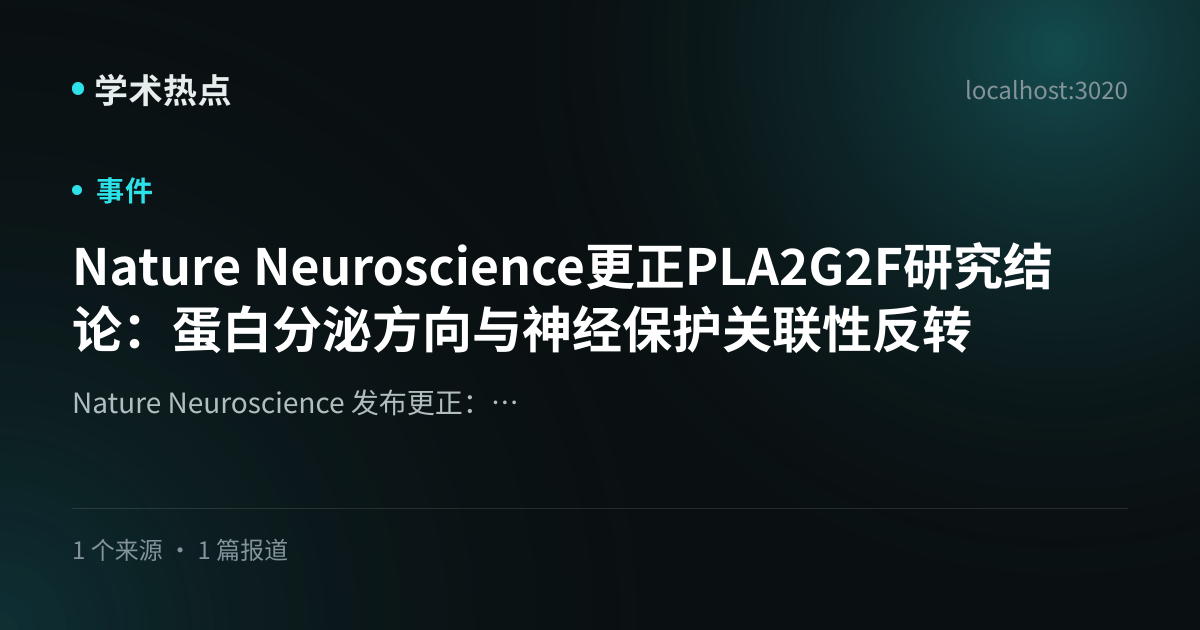 学术热点
localhost:3020
事件
Nature Neuroscience更正PLA2G2F研究结
论：蛋白分泌方向与神经保护关联性反转
Nature Neuroscience 发布更正：…
1 个来源 · 1 篇报道